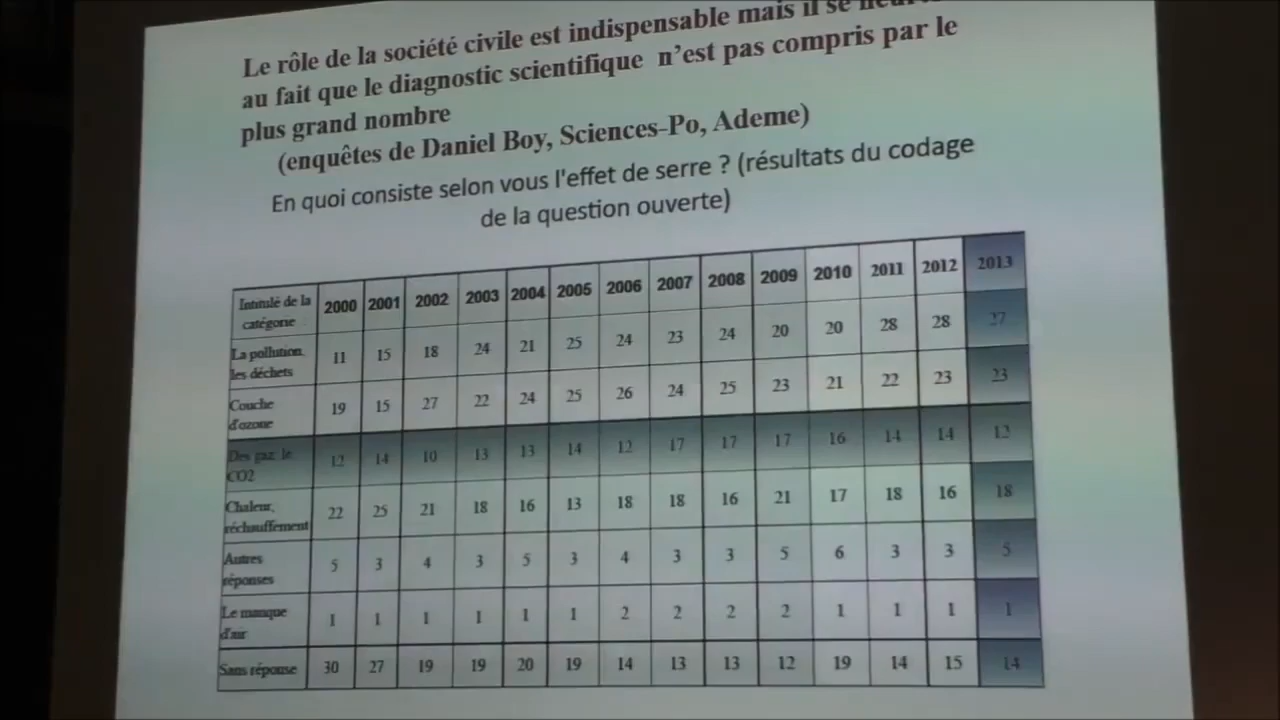 Le rôle de la société civile est indispensable mais il se
au fait que le diagnostic scientifique n'est pas compris par le
plus grand nombre
(enquêtes de Daniel Boy, Sciences-Po, Ademe)
En quoi consiste selon vous l'effet de serre ? (résultats du codage
de la question ouverte)
Intitulé de la catégorie 2000 2001 2002 2003 2004 2005 2006 2007 2008 2009 2010 2011 2012 2013
La pollution, les déchets 11 15 18 24 21 25 24 23 24 20 20 28 28 27
Couche d'ozone 19 15 27 22 24 25 26 24 25 23 21 22 23 23
Des gaz, le CO2 12 14 10 13 13 14 12 17 17 17 16 14 14 12
Chaleur, réchauffement 22 25 21 18 16 13 18 18 16 21 17 18 16 18
Autres réponses 5 3 4 3 5 3 4 3 3 5 6 3 3 5
Le manque d'air 1 1 1 1 1 1 2 2 2 2 1 1 1 1
Sans réponse 30 27 19 19 20 19 14 13 13 12 19 14 15 14